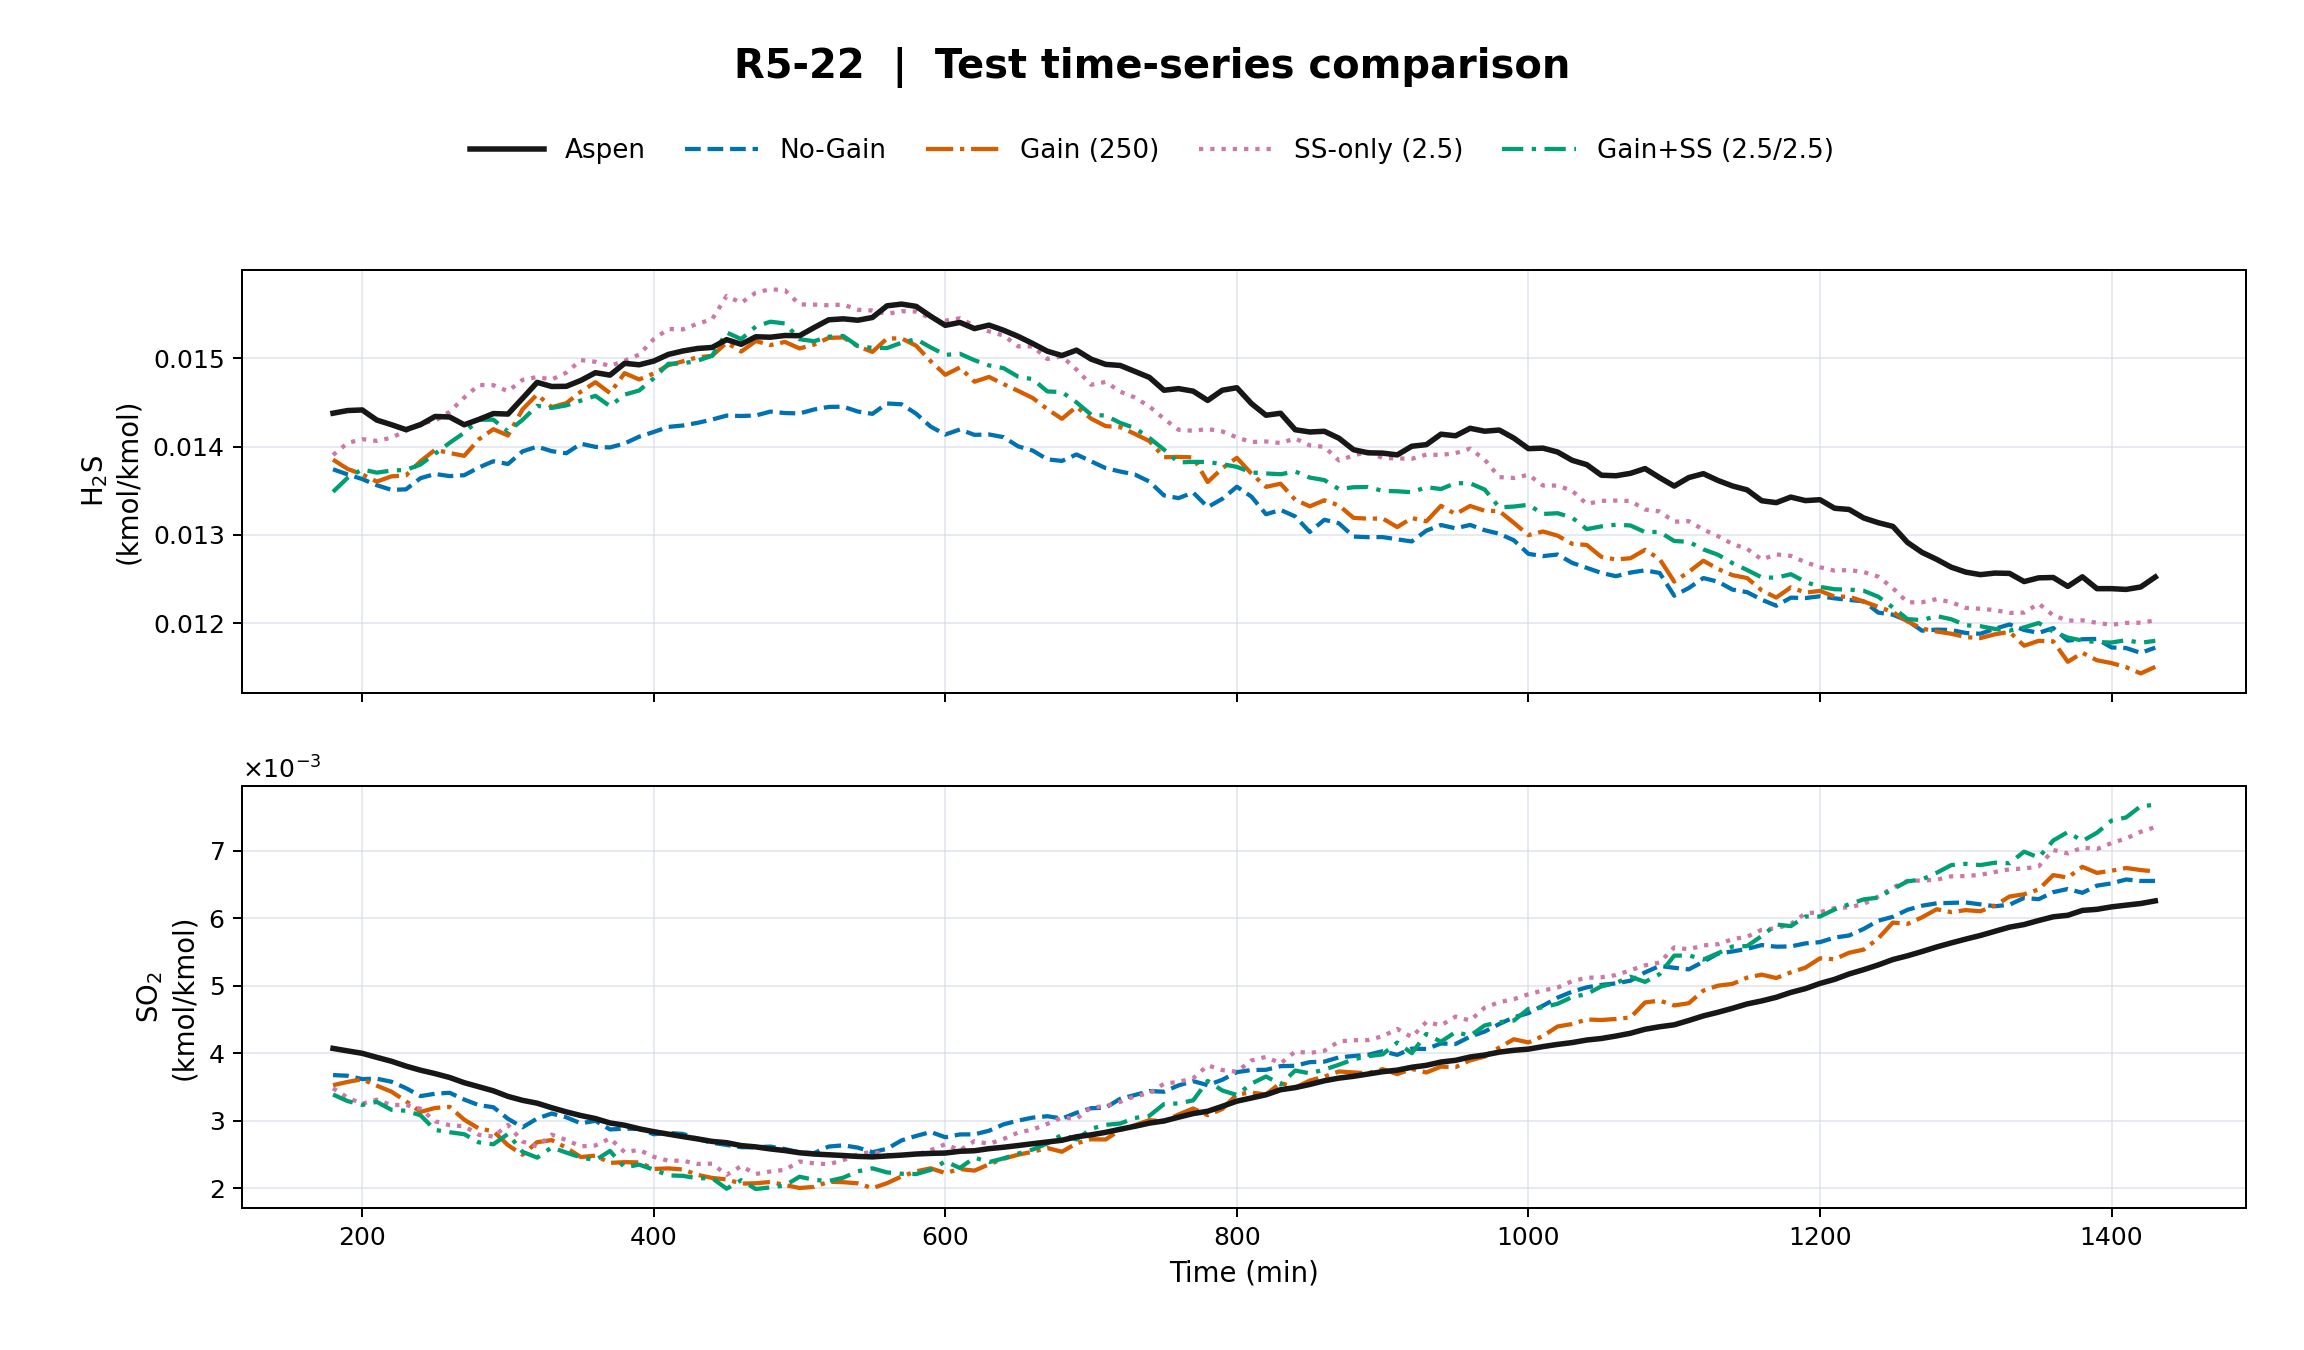 R5-22 | Test time-series comparison
Aspen No-Gain Gain (250) SS-only (2.5) Gain+SS (2.5/2.5)
H₂S
(kmol/kmol)
0.015
0.014
0.013
0.012
×10⁻³
SO₂
(kmol/kmol)
7
6
5
4
3
2
200 400 600 800 1000 1200 1400
Time (min)